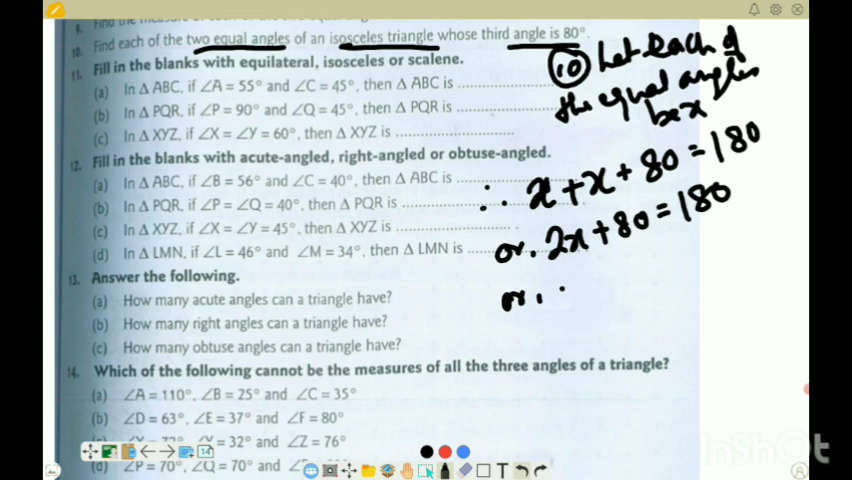 9.
10. Find each of the two equal angles of an isosceles triangle whose third angle is 80°.
11. Fill in the blanks with equilateral, isosceles or scalene.
(a) In Δ ABC, if ∠A = 55° and ∠C = 45°, then Δ ABC is
(b) In Δ PQR, if ∠P = 90° and ∠Q = 45°, then Δ PQR is
(c) In Δ XYZ, if ∠X = ∠Y = 60°, then Δ XYZ is
12. Fill in the blanks with acute-angled, right-angled or obtuse-angled.
(a) In Δ ABC, if ∠B = 56° and ∠C = 40°, then Δ ABC is
(b) In Δ PQR, if ∠P = ∠Q = 40°, then Δ PQR is
(c) In Δ XYZ, if ∠X = ∠Y = 45°, then Δ XYZ is
(d) In Δ LMN, if ∠L = 46° and ∠M = 34°, then Δ LMN is
13. Answer the following.
(a) How many acute angles can a triangle have?
(b) How many right angles can a triangle have?
(c) How many obtuse angles can a triangle have?
14. Which of the following cannot be the measures of all the three angles of a triangle?
(a) ∠A = 110°, ∠B = 25° and ∠C = 35°
(b) ∠D = 63°, ∠E = 37° and ∠F = 80°
= 32° and ∠Z = 76°
(d) ∠P = 70°, ∠Q = 70° and
10 Let each of
the equal angles
be x
∴ x + x + 80 = 180
or. 2x + 80 = 180
or.
14
T
InShOt